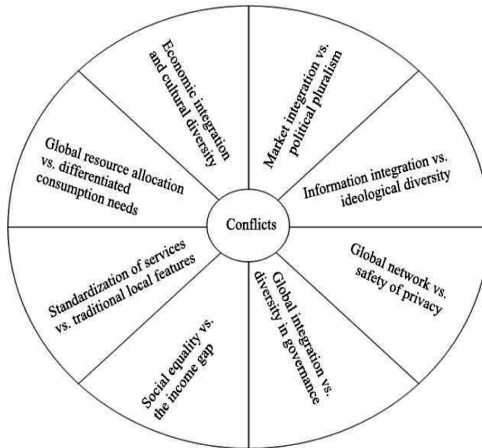 Economic integration
and cultural diversity
Market integration vs.
political pluralism
Information integration vs.
ideological diversity
Global network vs.
safety of privacy
Global integration vs.
diversity in governance
Social equality vs.
the income gap
Standardization of services
vs. traditional local features
Global resource allocation
vs. differentiated
consumption needs
Conflicts